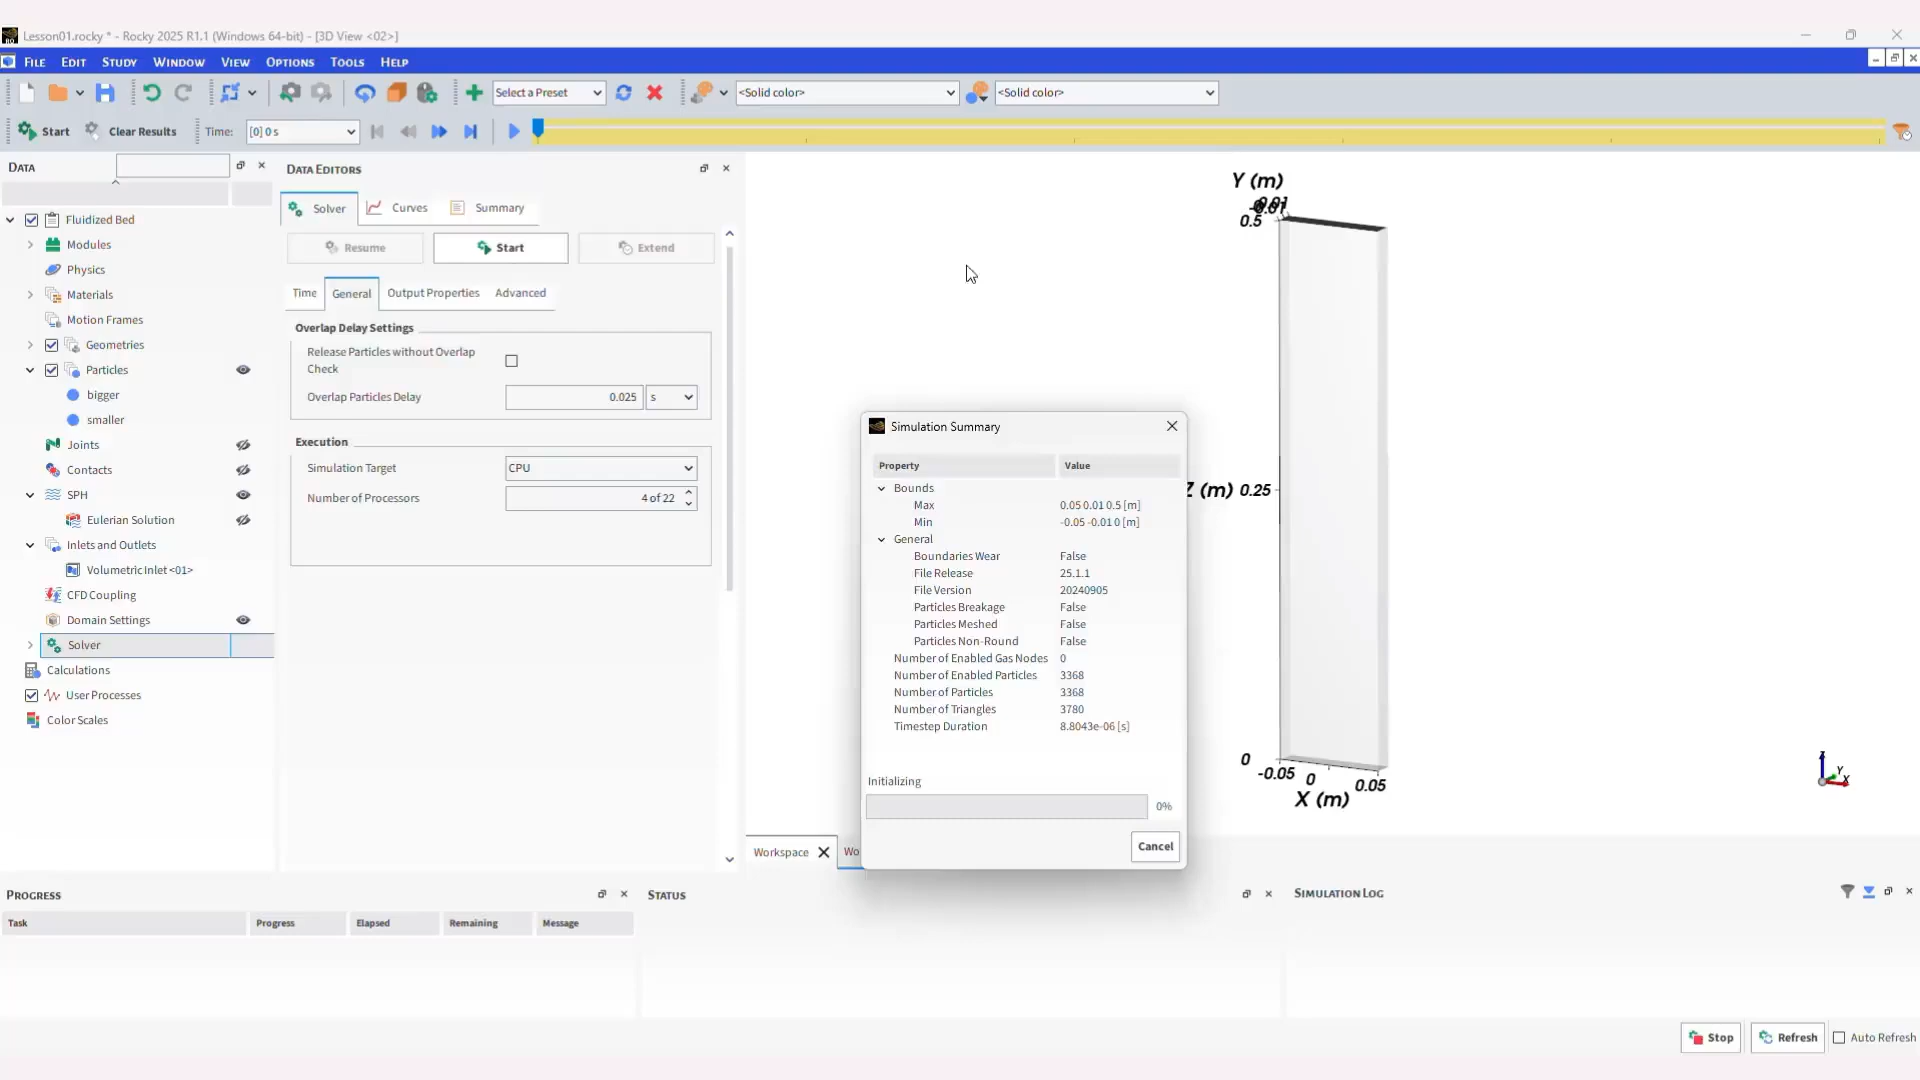 Lesson01.rocky * - Rocky 2025 R1.1 (Windows 64-bit) - [3D View <02>]
FILE EDIT STUDY WINDOW VIEW OPTIONS TOOLS HELP
Select a Preset <Solid color> <Solid color>
Start Clear Results Time: [0] 0 s
DATA
Fluidized Bed
Modules
Physics
Materials
Motion Frames
Geometries
Particles
bigger
smaller
Joints
Contacts
SPH
Eulerian Solution
Inlets and Outlets
Volumetric Inlet <01>
CFD Coupling
Domain Settings
Solver
Calculations
User Processes
Color Scales
DATA EDITORS
Solver Curves Summary
Resume Start Extend
Time General Output Properties Advanced
Overlap Delay Settings
Release Particles without Overlap
Check
Overlap Particles Delay 0.025 s
Execution
Simulation Target CPU
Number of Processors 4 of 22
Y (m)
0.5
Z (m) 0.25
0
-0.05 0 0.05
X (m)
Z
Y
X
Simulation Summary
Property Value
Bounds
Max 0.05 0.01 0.5 [m]
Min -0.05 -0.01 0 [m]
General
Boundaries Wear False
File Release 25.1.1
File Version 20240905
Particles Breakage False
Particles Meshed False
Particles Non-Round False
Number of Enabled Gas Nodes 0
Number of Enabled Particles 3368
Number of Particles 3368
Number of Triangles 3780
Timestep Duration 8.8043e-06 [s]
Initializing
0%
Cancel
Workspace Wo
PROGRESS
Task Progress Elapsed Remaining Message
STATUS
SIMULATION LOG
Stop Refresh Auto Refresh